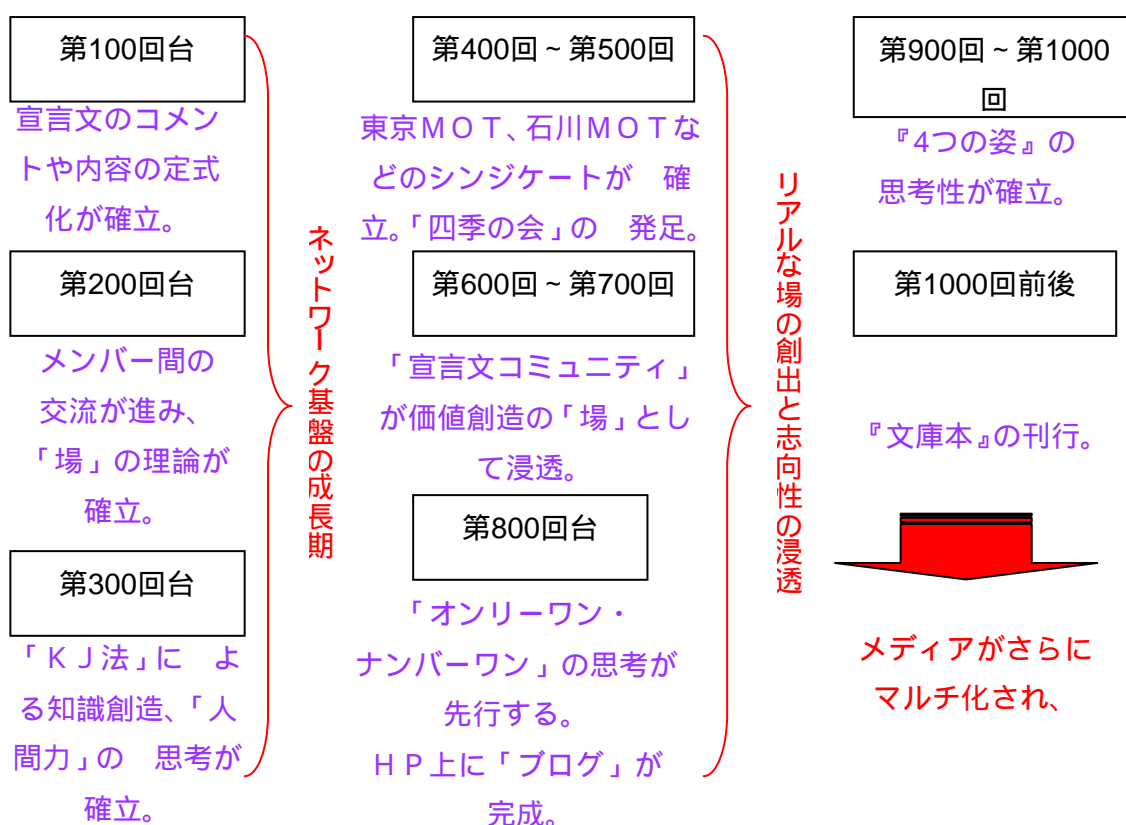 第100回台
宣言文のコメン
トや内容の定式
化が確立。
第200回台
メンバー間の
交流が進み、
「場」の理論が
確立。
第300回台
「ＫＪ法」に　よ
る知識創造、「人
間力」の　思考が
確立。
ネットワーク基盤の成長期
第400回 ~ 第500回
東京ＭＯＴ、石川ＭＯＴな
どのシンジケートが　確
立。「四季の会」の　発足。
第600回 ~ 第700回
「宣言文コミュニティ」
が価値創造の「場」とし
て浸透。
第800回台
「オンリーワン・
ナンバーワン」の思考が
先行する。
ＨＰ上に「ブログ」が
完成。
リアルな場の創出と志向性の浸透
第900回 ~ 第1000
回
『4つの姿』の
思考性が確立。
第1000回前後
『文庫本』の刊行。
メディアがさらに
マルチ化され、